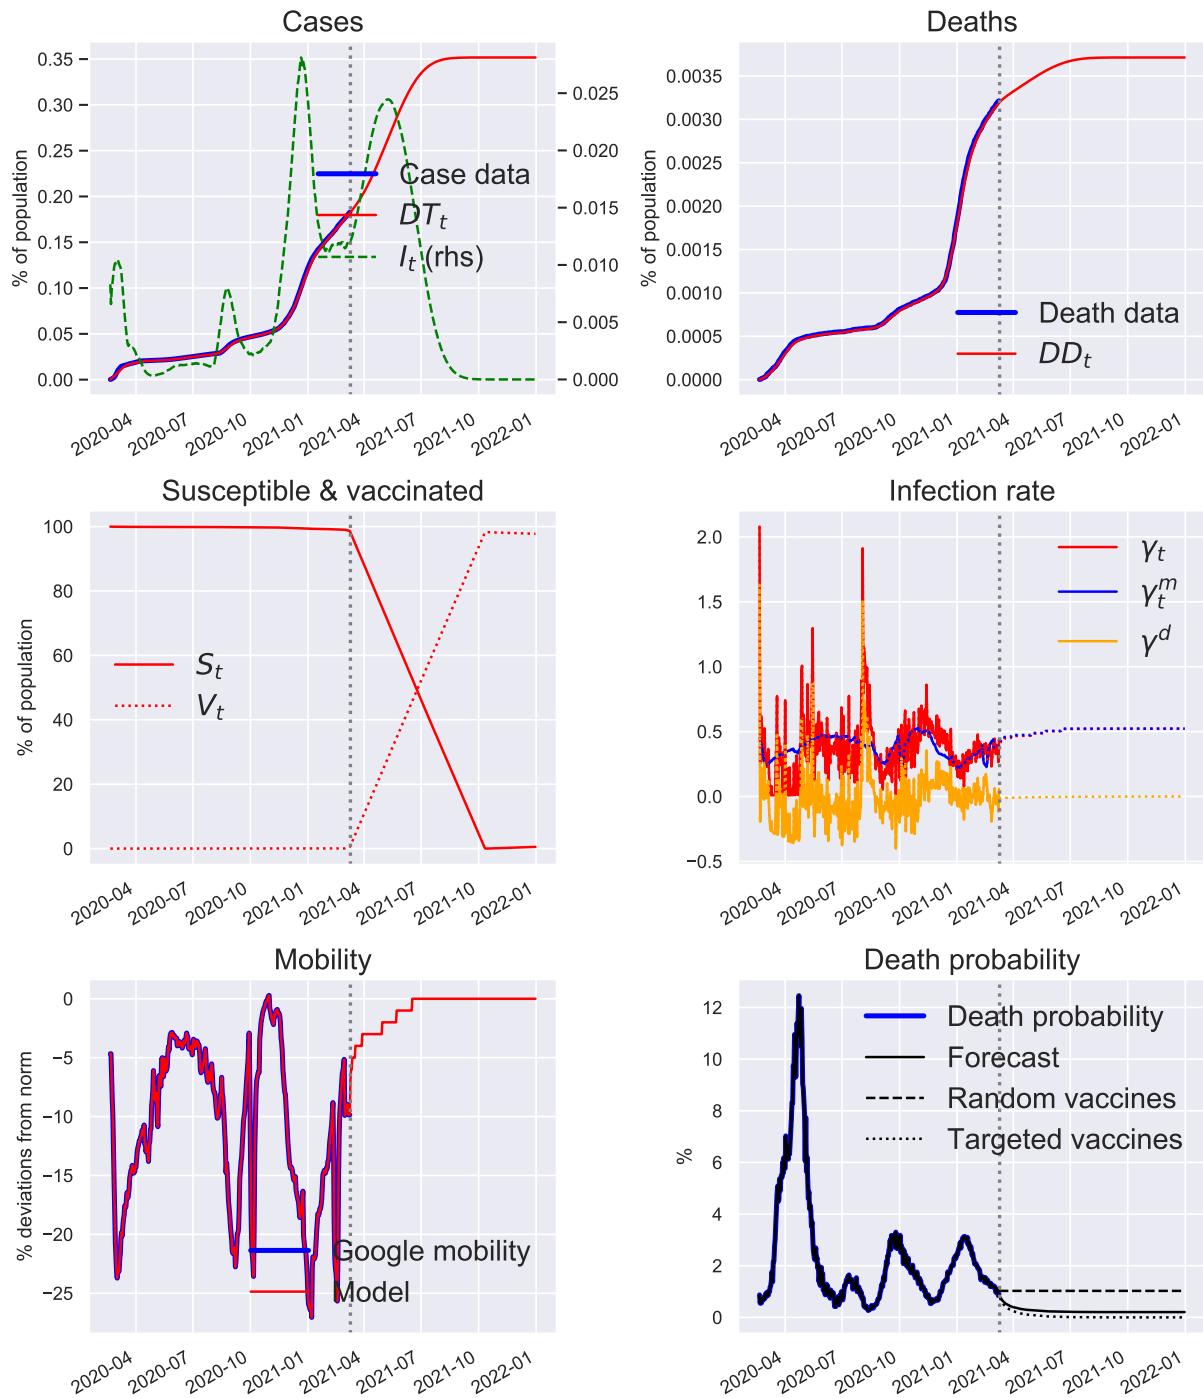 Cases
% of population
0.35
0.30
0.25
0.20
0.15
0.10
0.05
0.00
0.025
0.020
0.015
0.010
0.005
0.000
Case data
DT_t
I_t (rhs)
2020-04 2020-07 2020-10 2021-01 2021-04 2021-07 2021-10 2022-01
Deaths
% of population
0.0035
0.0030
0.0025
0.0020
0.0015
0.0010
0.0005
0.0000
Death data
DD_t
2020-04 2020-07 2020-10 2021-01 2021-04 2021-07 2021-10 2022-01
Susceptible & vaccinated
% of population
100
80
60
40
20
0
S_t
V_t
2020-04 2020-07 2020-10 2021-01 2021-04 2021-07 2021-10 2022-01
Infection rate
2.0
1.5
1.0
0.5
0.0
−0.5
γ_t
γ_t^m
γ^d
2020-04 2020-07 2020-10 2021-01 2021-04 2021-07 2021-10 2022-01
Mobility
% deviations from norm
0
−5
−10
−15
−20
−25
Google mobility
Model
2020-04 2020-07 2020-10 2021-01 2021-04 2021-07 2021-10 2022-01
Death probability
%
12
10
8
6
4
2
0
Death probability
Forecast
Random vaccines
Targeted vaccines
2020-04 2020-07 2020-10 2021-01 2021-04 2021-07 2021-10 2022-01